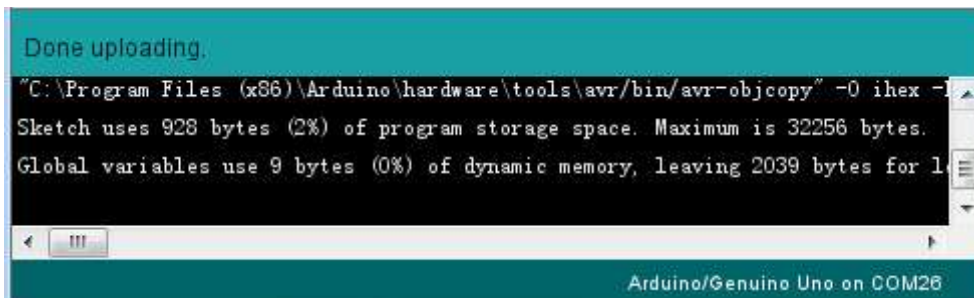 Done uploading.
"C:\Program Files (x86)\Arduino\hardware\tools\avr/bin/avr-objcopy" -O ihex
Sketch uses 928 bytes (2%) of program storage space. Maximum is 32256 bytes.
Global variables use 9 bytes (0%) of dynamic memory, leaving 2039 bytes for
Arduino/Genuino Uno on COM26